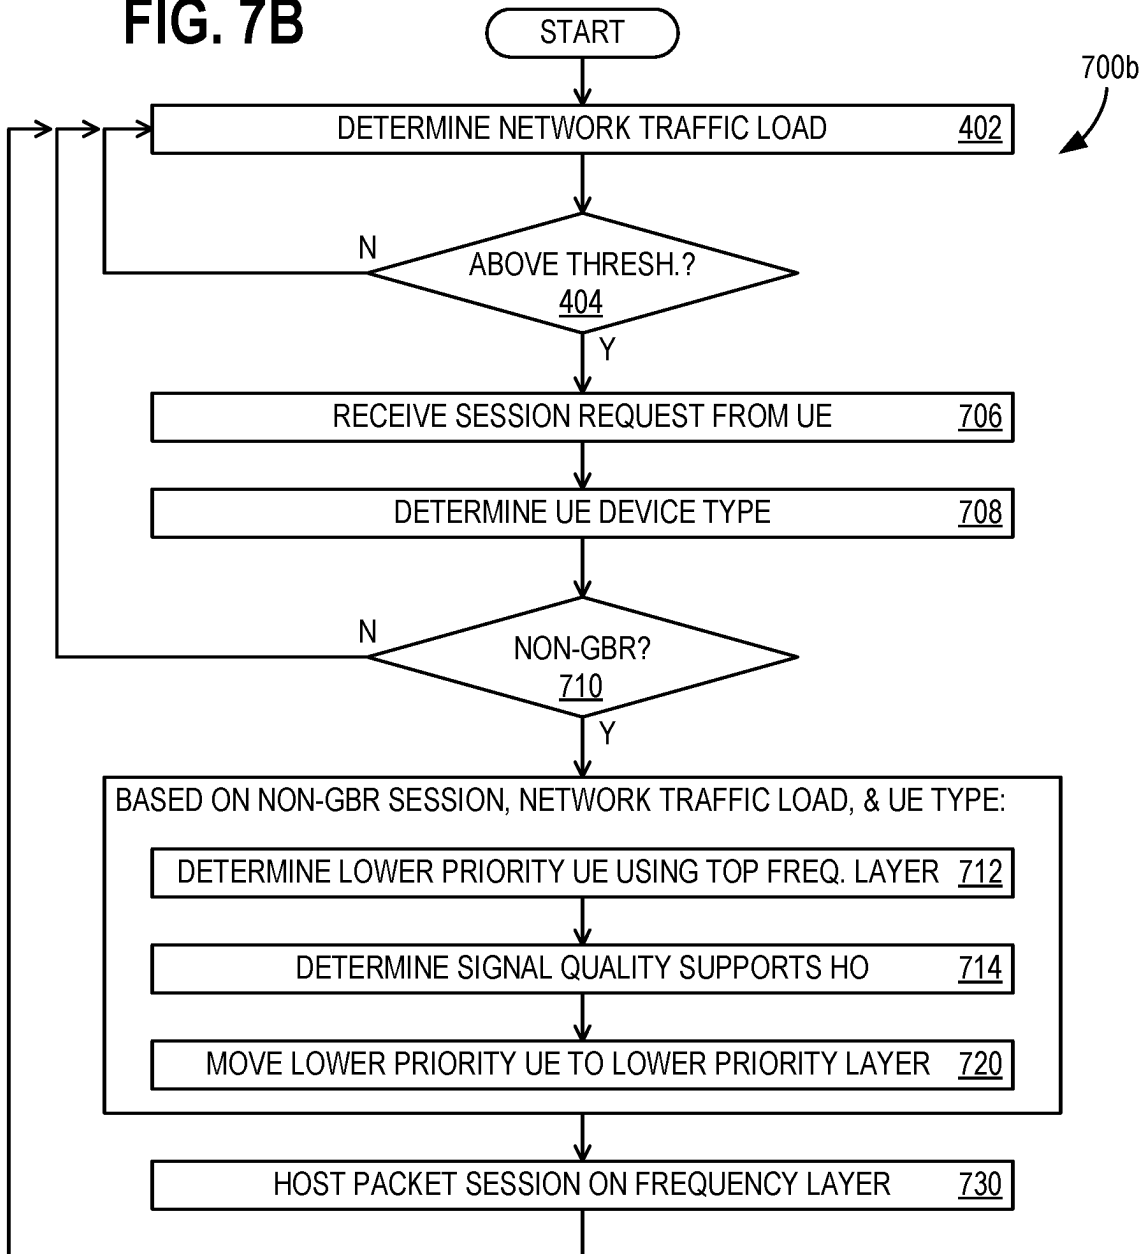 FIG. 7B
START
700b
DETERMINE NETWORK TRAFFIC LOAD 402
N
ABOVE THRESH.?
404
Y
RECEIVE SESSION REQUEST FROM UE 706
DETERMINE UE DEVICE TYPE 708
N
NON-GBR?
710
Y
BASED ON NON-GBR SESSION, NETWORK TRAFFIC LOAD, & UE TYPE:
DETERMINE LOWER PRIORITY UE USING TOP FREQ. LAYER 712
DETERMINE SIGNAL QUALITY SUPPORTS HO 714
MOVE LOWER PRIORITY UE TO LOWER PRIORITY LAYER 720
HOST PACKET SESSION ON FREQUENCY LAYER 730